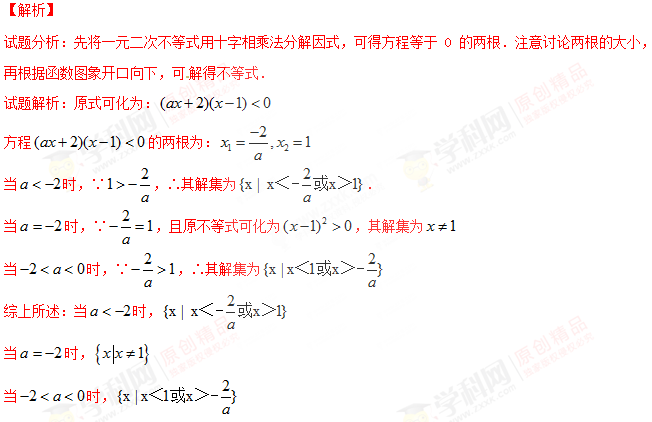 【解析】
试题分析：先将一元二次不等式用十字相乘法分解因式，可得方程等于 0 的两根．注意讨论两根的大小，
再根据函数图象开口向下，可.解得不等式．
试题解析：原式可化为：(ax+2)(x−1)<0
方程(ax+2)(x−1)<0的两根为：x₁=−2/a, x₂=1
当a<−2时，∵1>−2/a，∴其解集为{x | x＜−2/a或x＞1}．
当a=−2时，∵−2/a=1，且原不等式可化为(x−1)²>0，其解集为x≠1
当−2<a<0时，∵−2/a>1，∴其解集为{x | x＜1或x＞−2/a}
综上所述：当a<−2时，{x | x＜−2/a或x＞1}
当a=−2时，{x|x≠1}
当−2<a<0时，{x | x＜1或x＞−2/a}